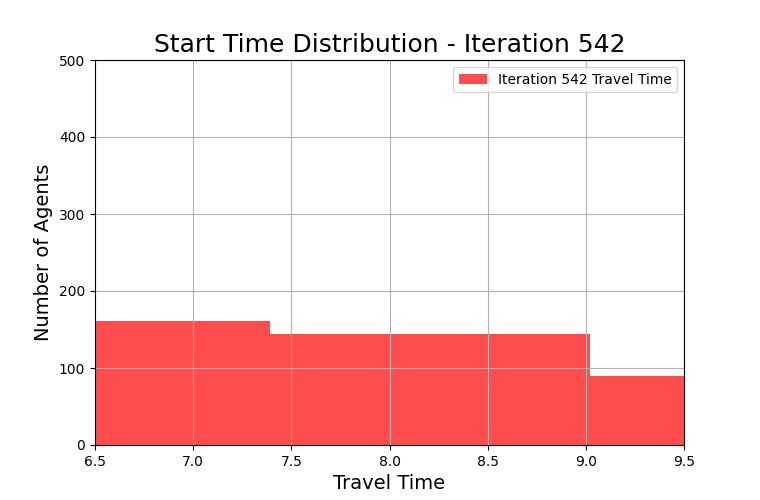 Start Time Distribution - Iteration 542
Iteration 542 Travel Time
500
400
300
200
100
0
Number of Agents
6.5 7.0 7.5 8.0 8.5 9.0 9.5
Travel Time